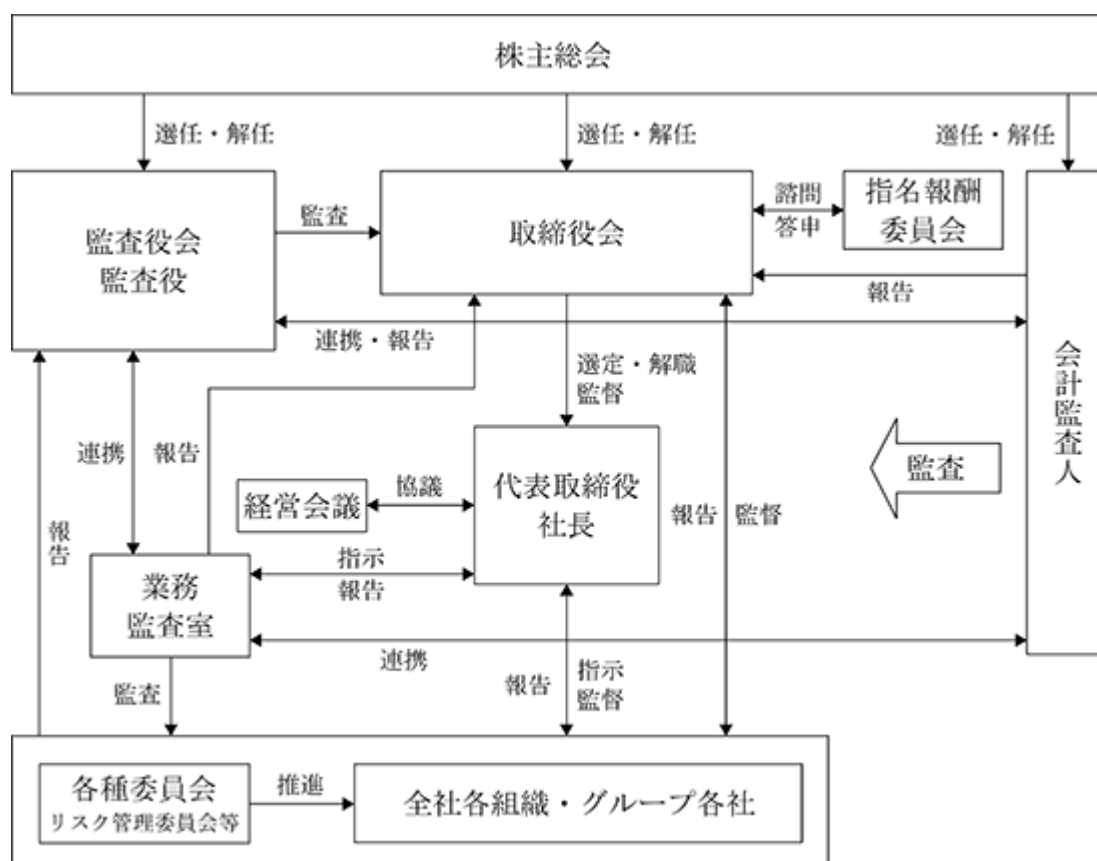 株主総会
選任・解任
選任・解任
選任・解任
監査役会
監査役
監査
取締役会
諮問
答申
指名報酬
委員会
報告
連携・報告
会計監査人
選定・解職
監督
連携
報告
監査
経営会議
協議
代表取締役
社長
報告
監督
報告
指示
報告
業務
監査室
連携
監査
報告
指示
監督
各種委員会
リスク管理委員会等
推進
全社各組織・グループ各社